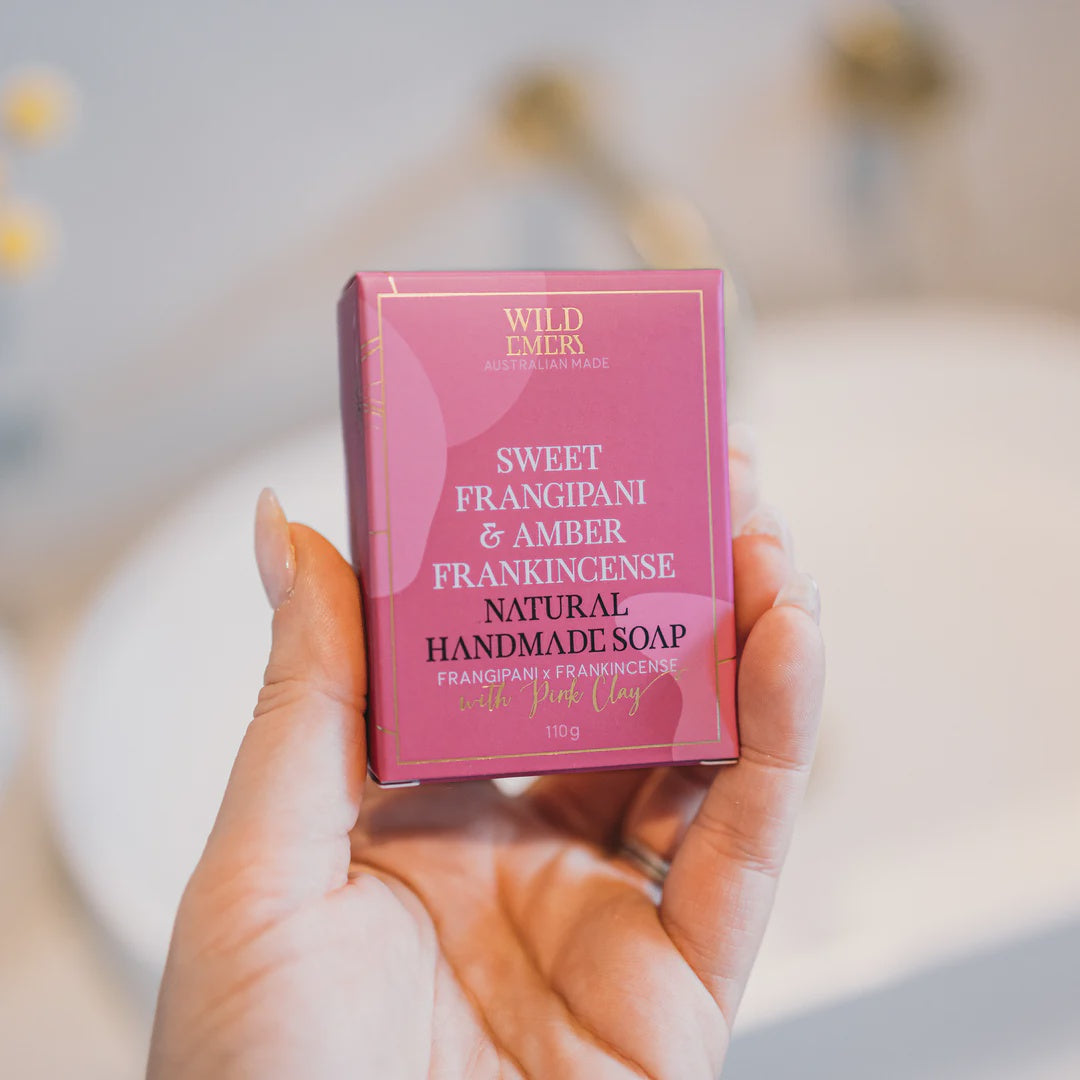 WILD
EMERY
AUSTRALIAN MADE
SWEET
FRANGIPANI
& AMBER
FRANKINCENSE
NATURAL
HANDMADE SOAP
FRANGIPANI x FRANKINCENSE
with Pink Clay
110g